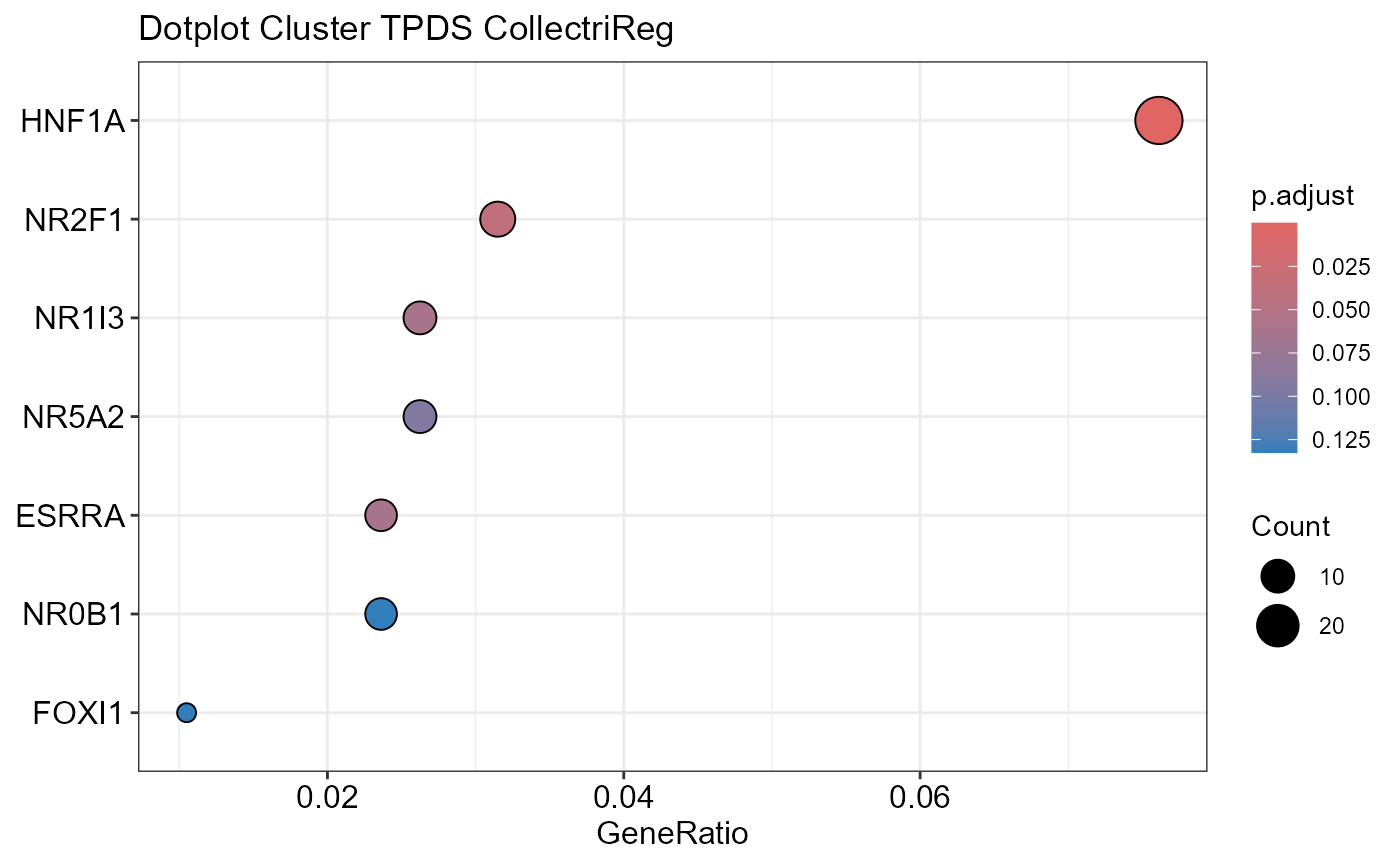 Dotplot Cluster TPDS CollectriReg
HNF1A
NR2F1
NR1I3
NR5A2
ESRRA
NR0B1
FOXI1
0.02
0.04
0.06
GeneRatio
p.adjust
0.025
0.050
0.075
0.100
0.125
Count
10
20